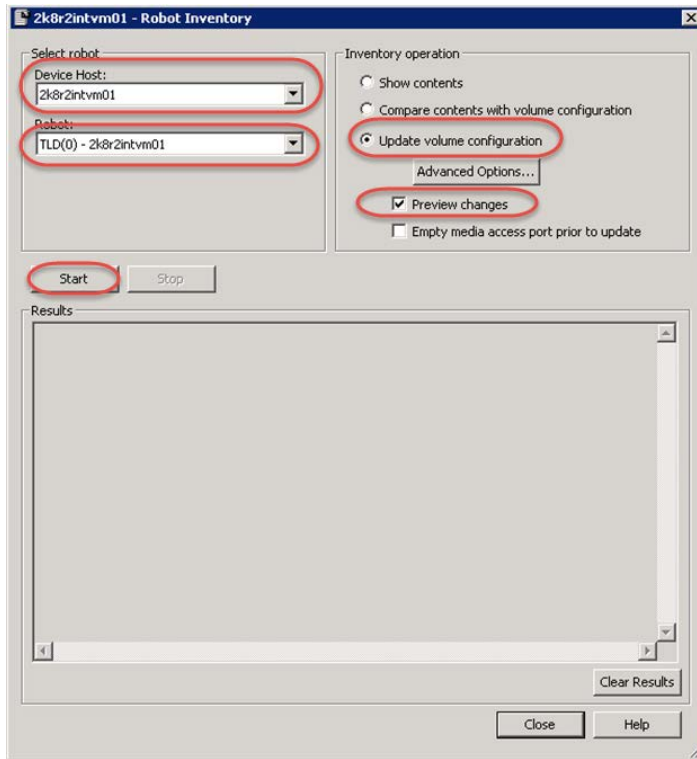 2k8r2intvm01 - Robot Inventory
Select robot
Device Host:
2k8r2intvm01
Robot:
TLD(0) - 2k8r2intvm01
Inventory operation
Show contents
Compare contents with volume configuration
Update volume configuration
Advanced Options...
Preview changes
Empty media access port prior to update
Start
Stop
Results
Clear Results
Close
Help